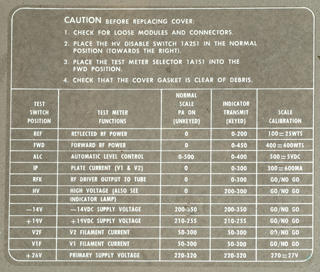 CAUTION BEFORE REPLACING COVER:
1. CHECK FOR LOOSE MODULES AND CONNECTORS.
2. PLACE THE HV DISABLE SWITCH 1A2S1 IN THE NORMAL
POSITION (TOWARDS THE RIGHT).
3. PLACE THE TEST METER SELECTOR 1A1S1 INTO THE
FWD POSITION.
4. CHECK THAT THE COVER GASKET IS CLEAR OF DEBRIS.
TEST SWITCH POSITION TEST METER FUNCTIONS NORMAL SCALE PA ON (UNKEYED) INDICATOR TRANSMIT (KEYED) SCALE CALIBRATION
REF REFLECTED RF POWER 0 0-200 100=25WTS
FWD FORWARD RF POWER 0 0-450 400=400WTS
ALC AUTOMATIC LEVEL CONTROL 0-500 0-400 500=5VDC
IP PLATE CURRENT (V1 & V2) 0 0-300 300=600MA
RFK RF DRIVER OUTPUT TO TUBE 0 0-300 GO/NO GO
HV HIGH VOLTAGE (ALSO SEE 0 200-300 GO/NO GO
INDICATOR LAMP)
-14V -14VDC SUPPLY VOLTAGE 200-350 200-350 GO/NO GO
+19V +19VDC SUPPLY VOLTAGE 210-255 210-255 GO/NO GO
V2F V2 FILAMENT CURRENT 50-300 50-300 GO/NO GO
V1F V1 FILAMENT CURRENT 50-300 50-300 GO/NO GO
+26V PRIMARY SUPPLY VOLTAGE 220-320 220-320 270=27V